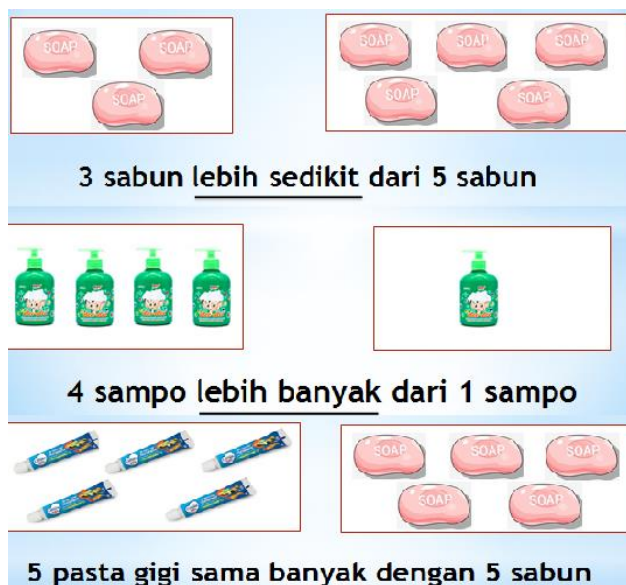 SOAP SOAP
SOAP
SOAP SOAP SOAP
SOAP SOAP
3 sabun lebih sedikit dari 5 sabun
4 sampo lebih banyak dari 1 sampo
SOAP SOAP SOAP
SOAP SOAP
5 pasta gigi sama banyak dengan 5 sabun